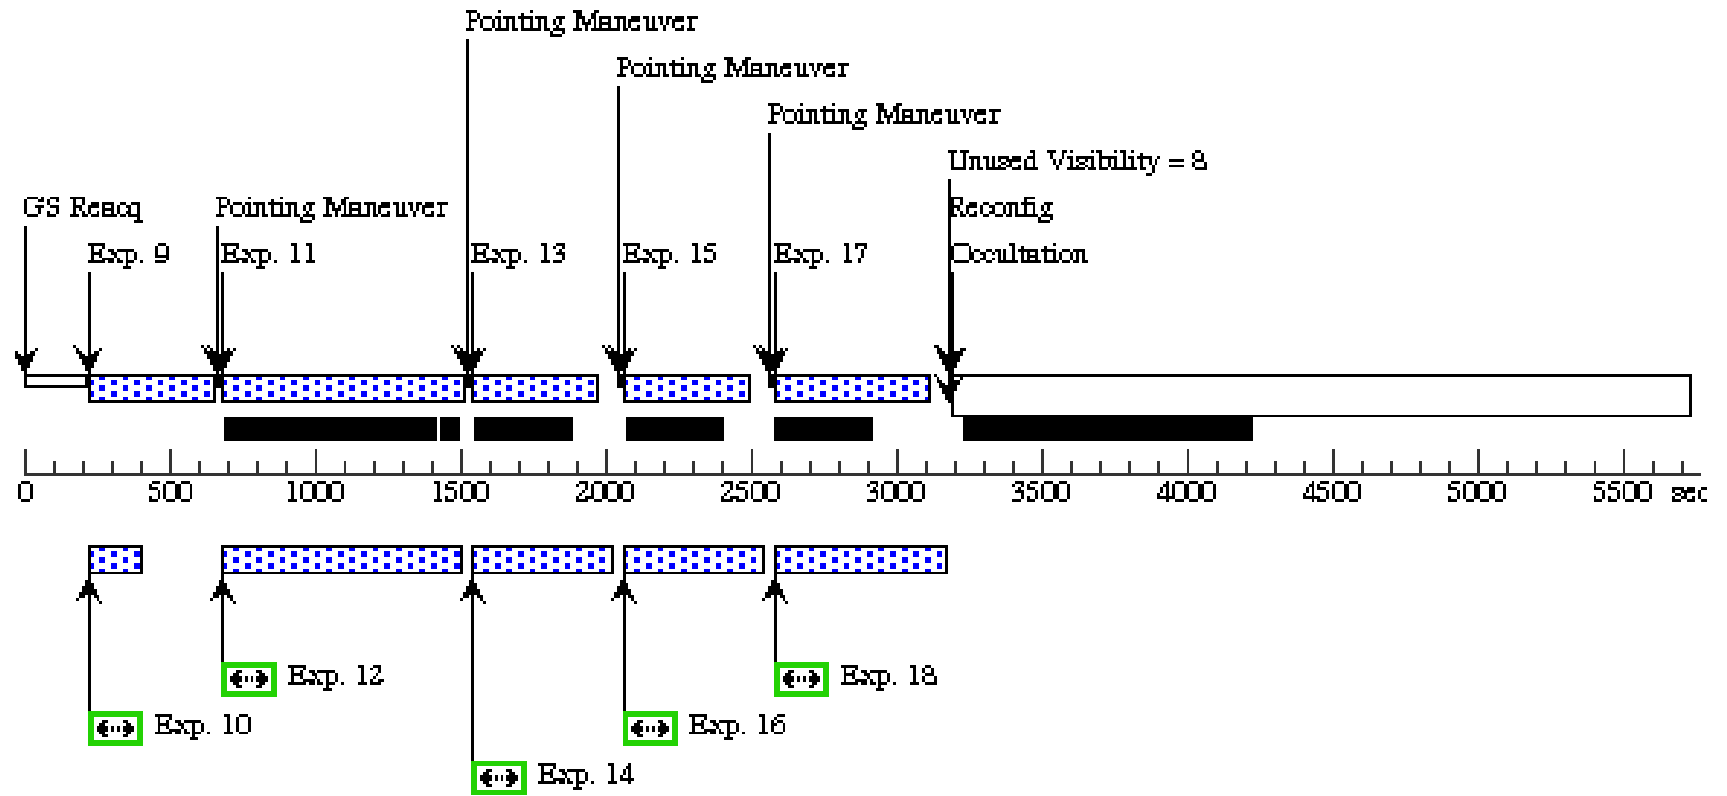 Pointing Maneuver
Pointing Maneuver
Pointing Maneuver
Unused Visibility = 8
GS Reacq
Pointing Maneuver
Reconfig
Exp. 9
Exp. 11
Exp. 13
Exp. 15
Exp. 17
Occultation
0 500 1000 1500 2000 2500 3000 3500 4000 4500 5000 5500 sec
Exp. 12
Exp. 18
Exp. 10
Exp. 16
Exp. 14